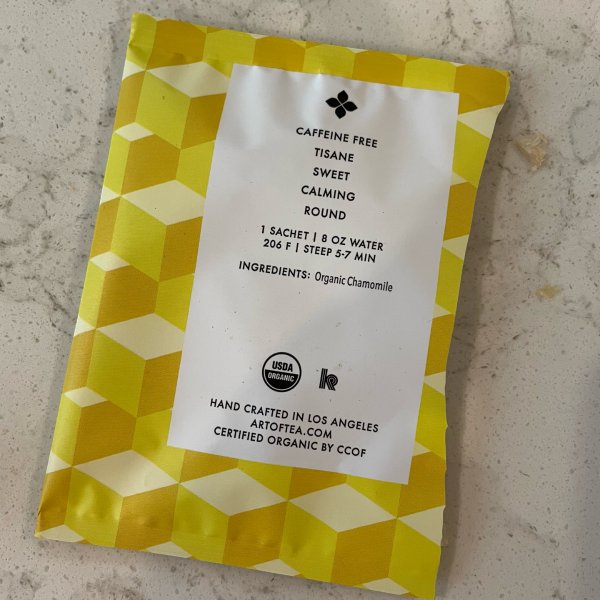 CAFFEINE FREE
TISANE
SWEET
CALMING
ROUND
1 SACHET | 8 OZ WATER
206 F | STEEP 5-7 MIN
INGREDIENTS: Organic Chamomile
USDA
ORGANIC
HAND CRAFTED IN LOS ANGELES
ARTOFTEA.COM
CERTIFIED ORGANIC BY CCOF